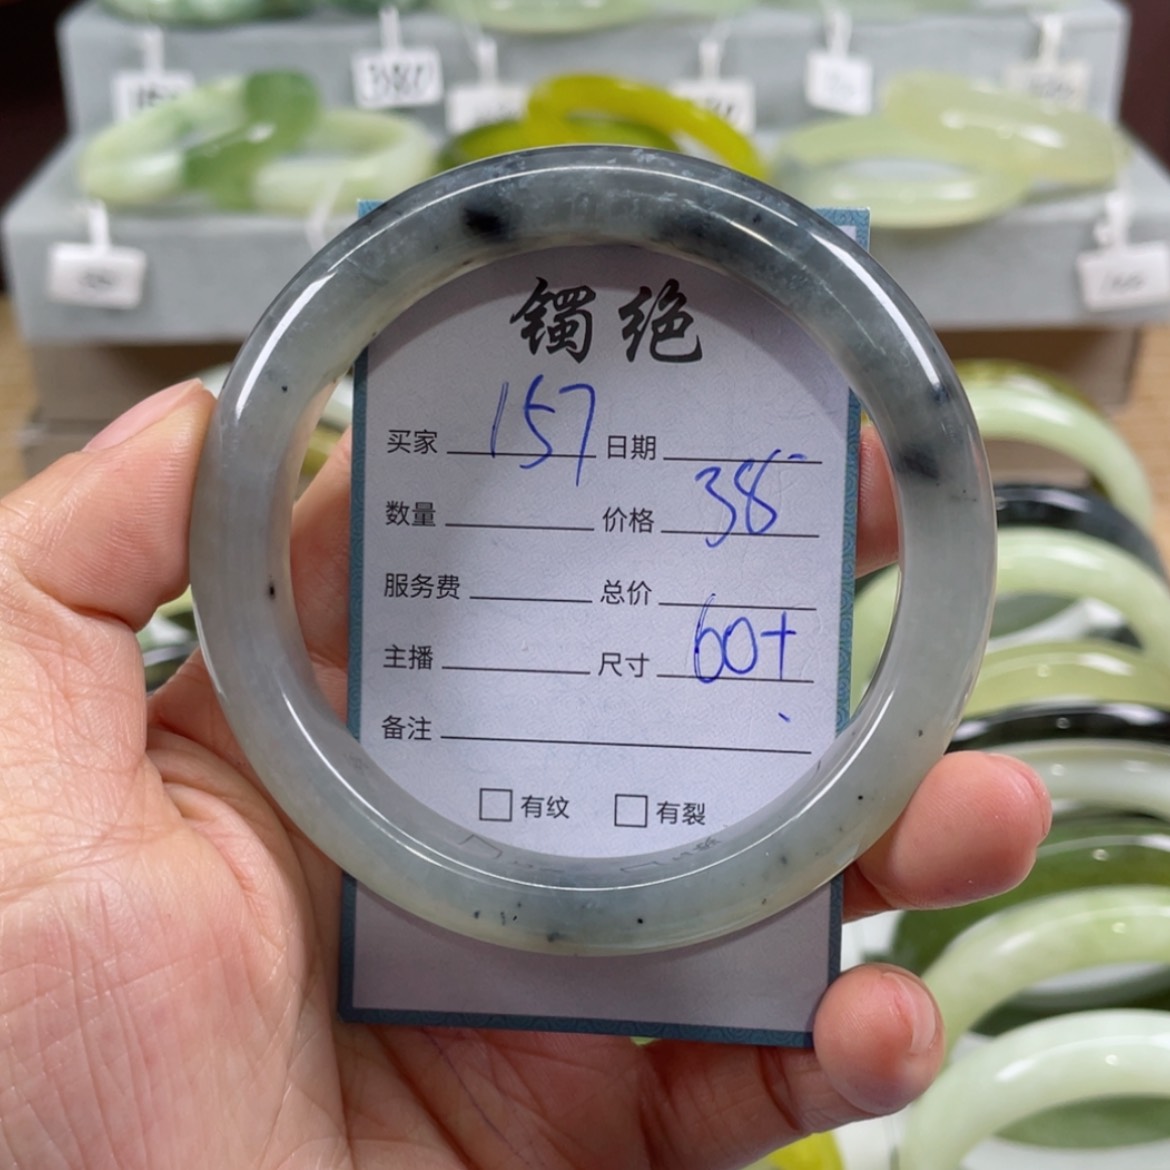 镯绝
买家 157 日期
数量 价格 38
服务费 总价
主播 尺寸 60+
备注
□有纹 □有裂